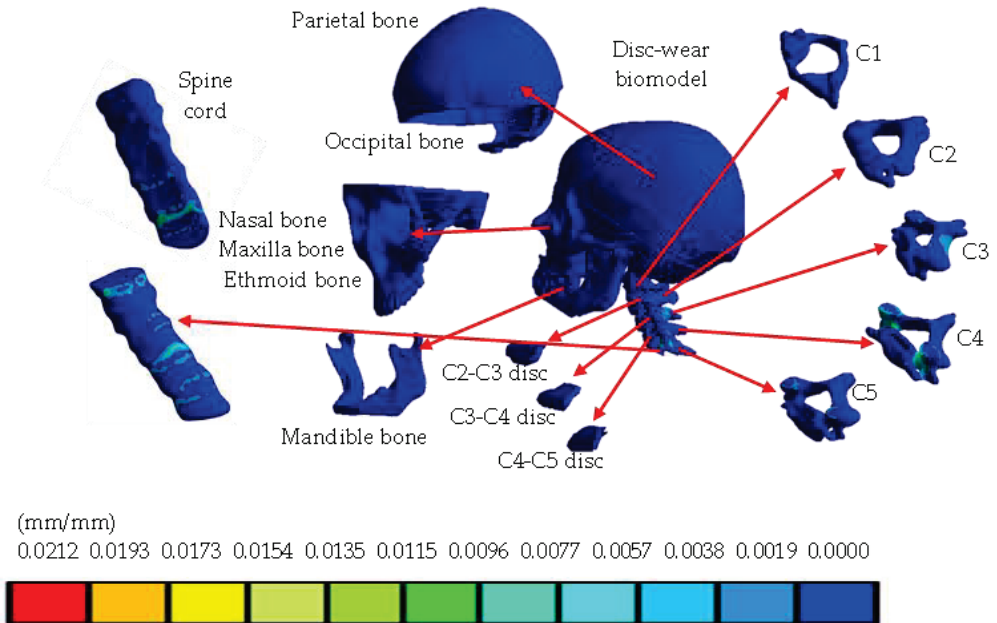 Parietal bone
Disc-wear
biomodel
C1
Spine
cord
Occipital bone
C2
Nasal bone
Maxilla bone
Ethmoid bone
C3
C4
C2-C3 disc
C5
C3-C4 disc
Mandible bone
C4-C5 disc
(mm/mm)
0.0212 0.0193 0.0173 0.0154 0.0135 0.0115 0.0096 0.0077 0.0057 0.0038 0.0019 0.0000